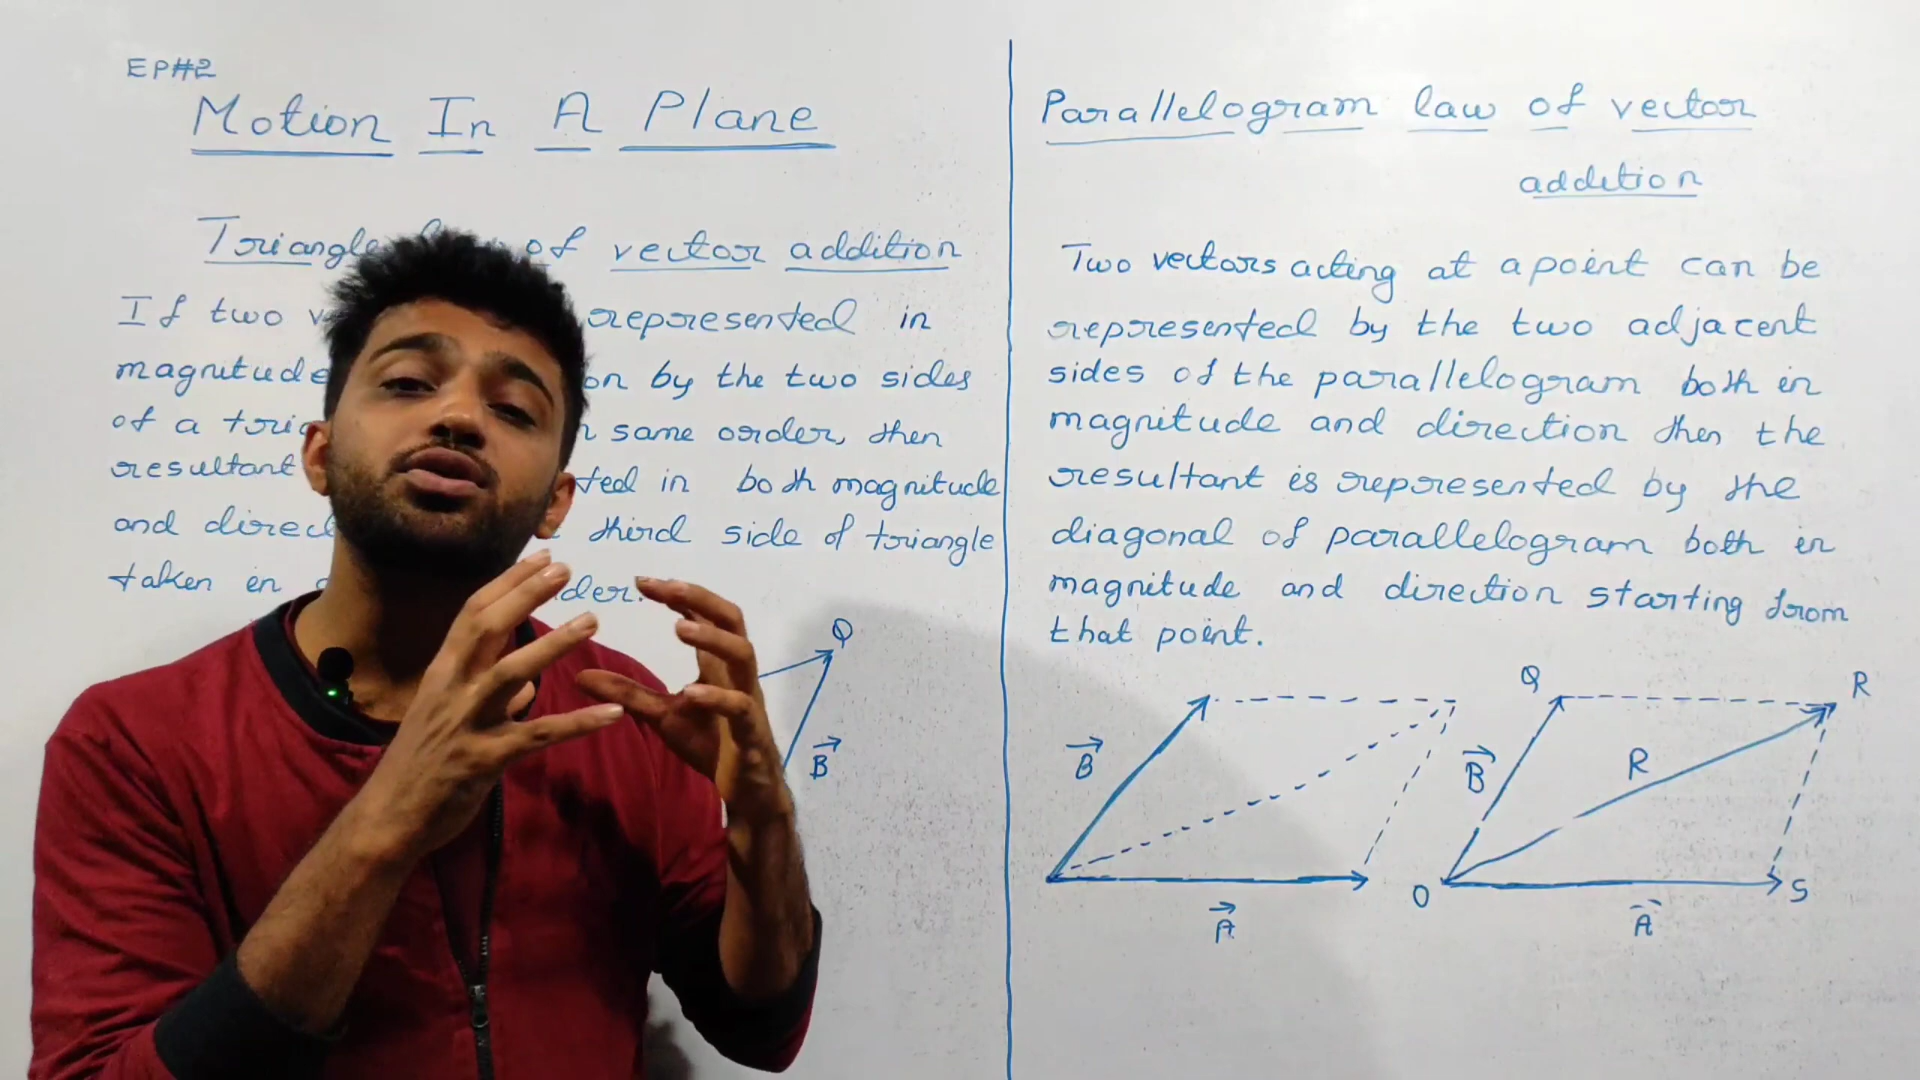 EP#2
Motion In A Plane
Triangle of vector addition
If two represented in
magnitude on by the two sides
of a same order, then
resultant in both magnitude
and third side of triangle
taken in
Q
B
Parallelogram law of vector
addition
Two vectors acting at a point can be
represented by the two adjacent
sides of the parallelogram both in
magnitude and direction then the
resultant is represented by the
diagonal of parallelogram both in
magnitude and direction starting from
that point.
B
A
Q
R
B
R
O
A
S